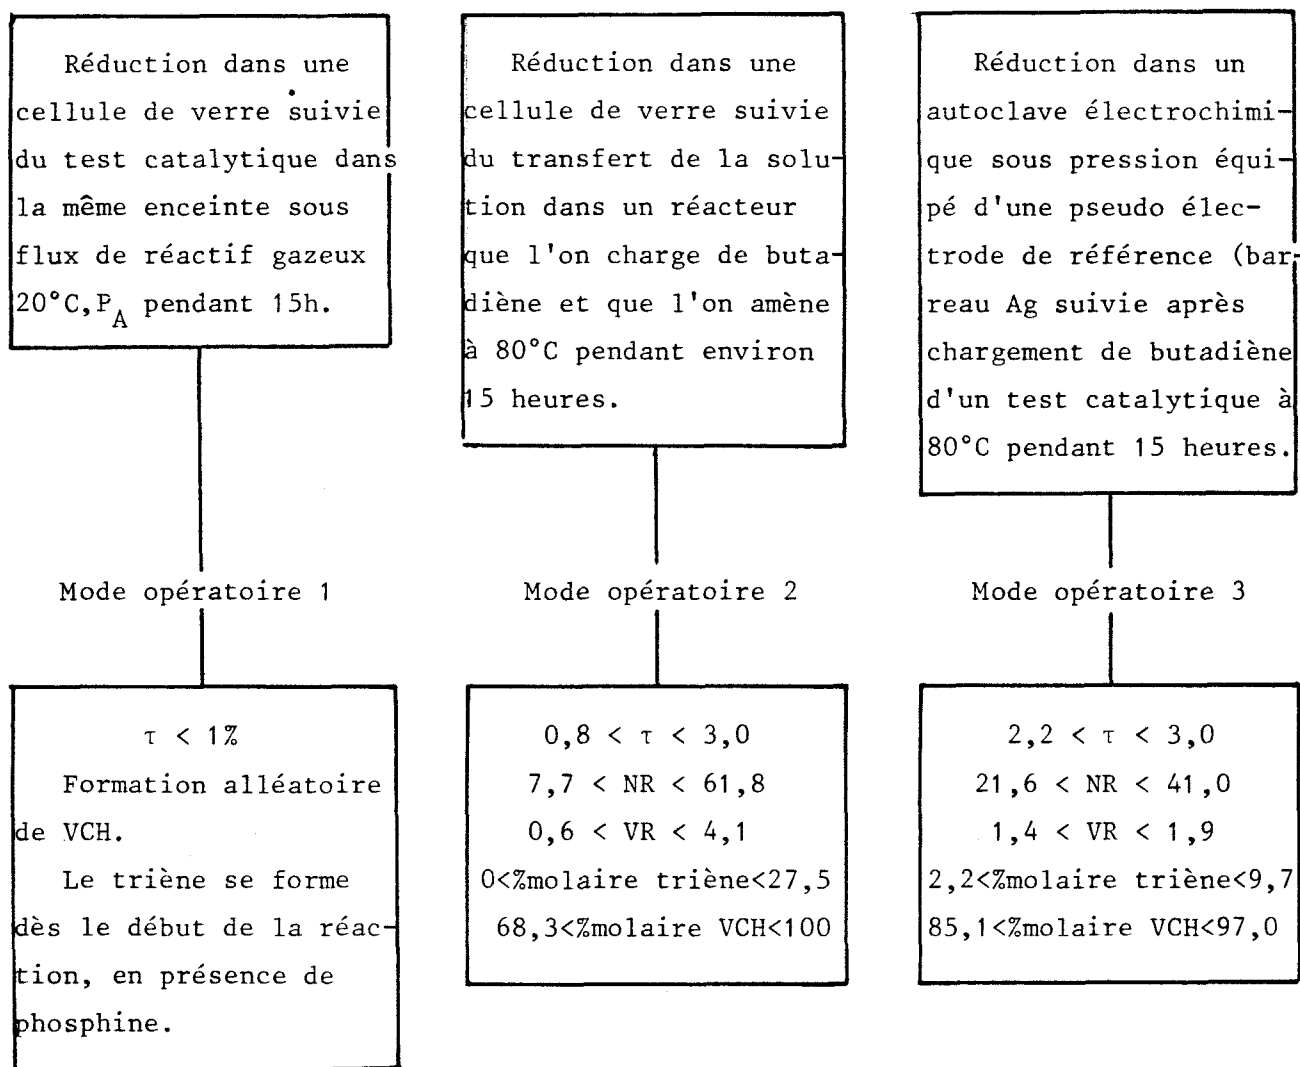 Réduction dans une
cellule de verre suivie
du test catalytique dans
la même enceinte sous
flux de réactif gazeux
20°C,P_A pendant 15h.
Réduction dans une
cellule de verre suivie
du transfert de la solu-
tion dans un réacteur
que l'on charge de buta-
diène et que l'on amène
à 80°C pendant environ
15 heures.
Réduction dans un
autoclave électrochimi-
que sous pression équi-
pé d'une pseudo élec-
trode de référence (bar-
reau Ag suivie après
chargement de butadiène
d'un test catalytique à
80°C pendant 15 heures.
Mode opératoire 1
Mode opératoire 2
Mode opératoire 3
τ < 1%
Formation alléatoire
de VCH.
Le triène se forme
dès le début de la réac-
tion, en présence de
phosphine.
0,8 < τ < 3,0
7,7 < NR < 61,8
0,6 < VR < 4,1
0<%molaire triène<27,5
68,3<%molaire VCH<100
2,2 < τ < 3,0
21,6 < NR < 41,0
1,4 < VR < 1,9
2,2<%molaire triène<9,7
85,1<%molaire VCH<97,0